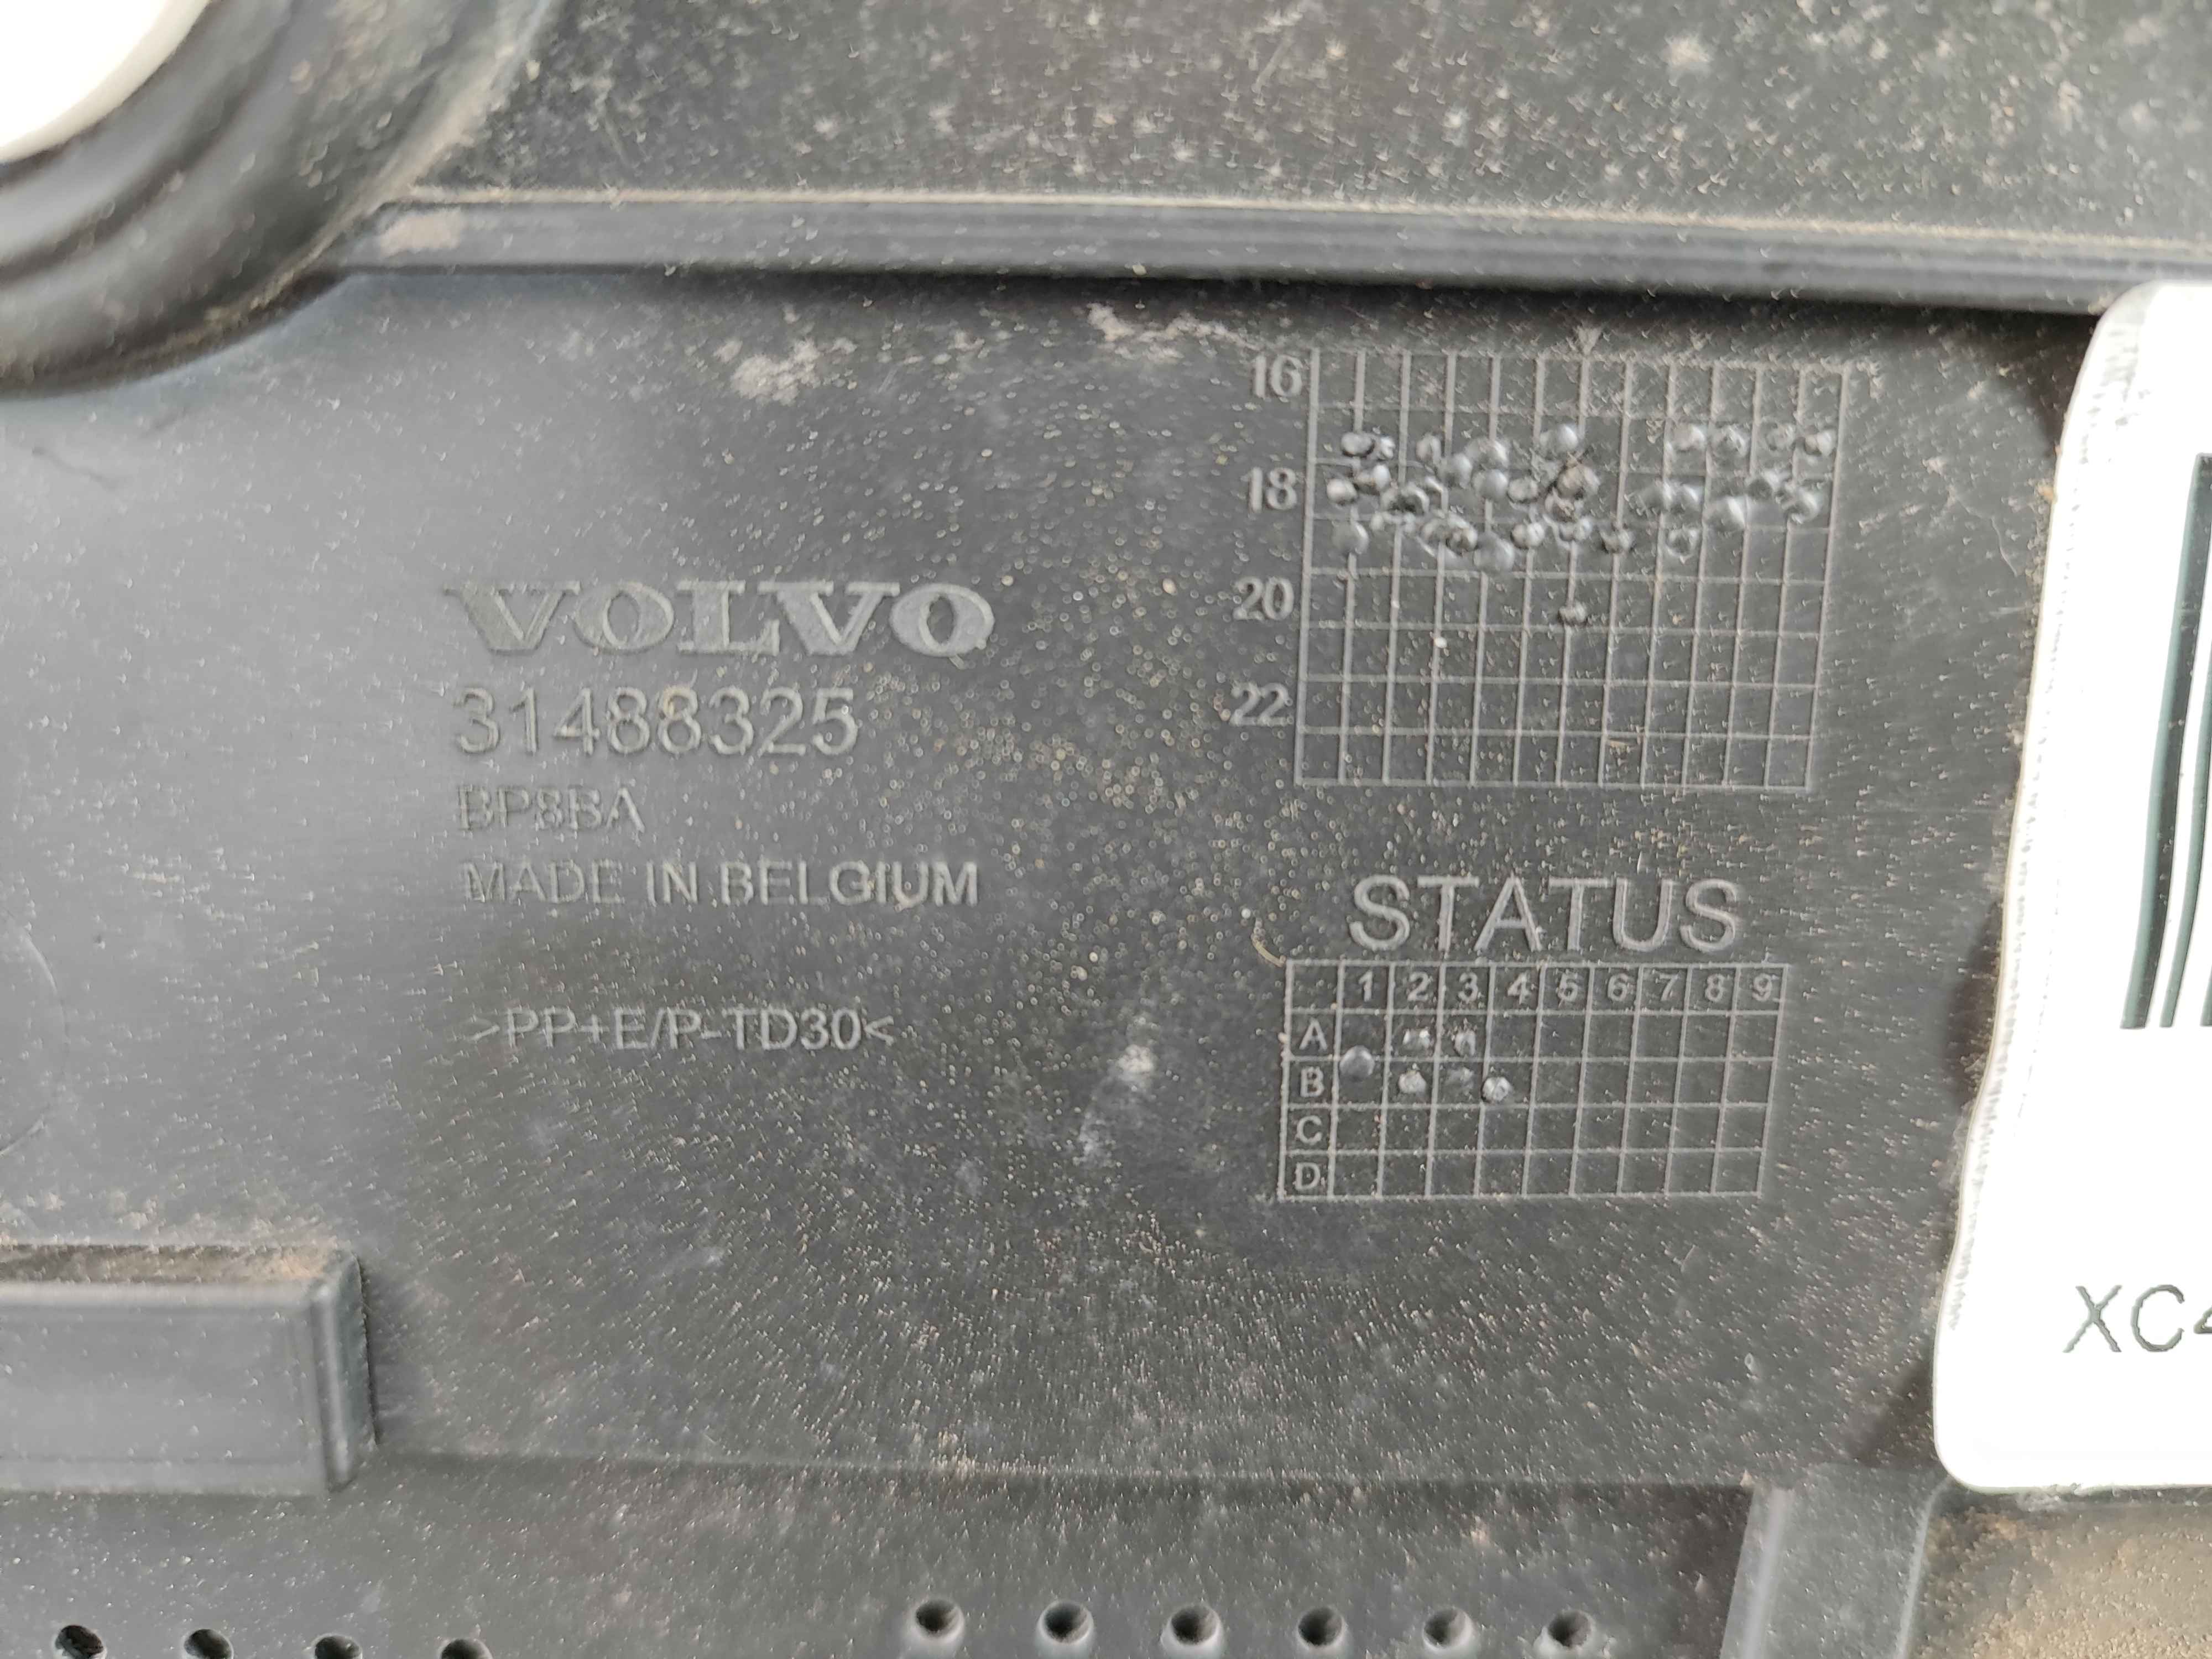 VOLVO
31488325
BP8BA
MADE IN BELGIUM
>PP+E/P-TD30<
16
18
20
22
STATUS
1 2 3 4 5 6 7 8 9
A
B
C
D
XC4